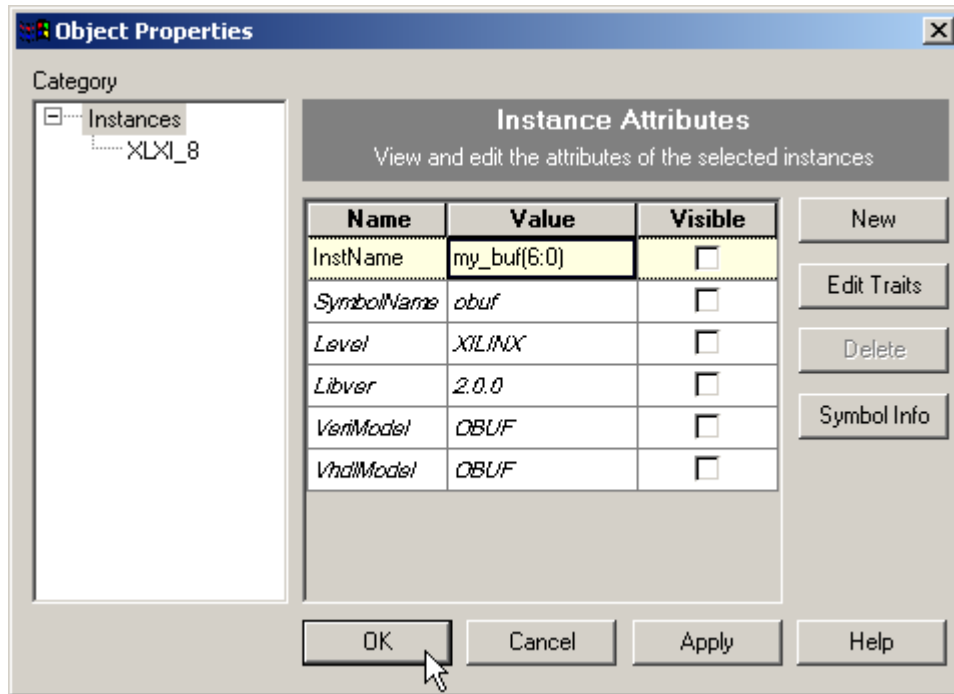 Object Properties
Category
Instances
XLXI_8
Instance Attributes
View and edit the attributes of the selected instances
Name Value Visible
InstName my_buf(6:0)
SymbolName obuf
Level XILINX
Libver 2.0.0
VeriModel OBUF
VhdlModel OBUF
New
Edit Traits
Delete
Symbol Info
OK Cancel Apply Help